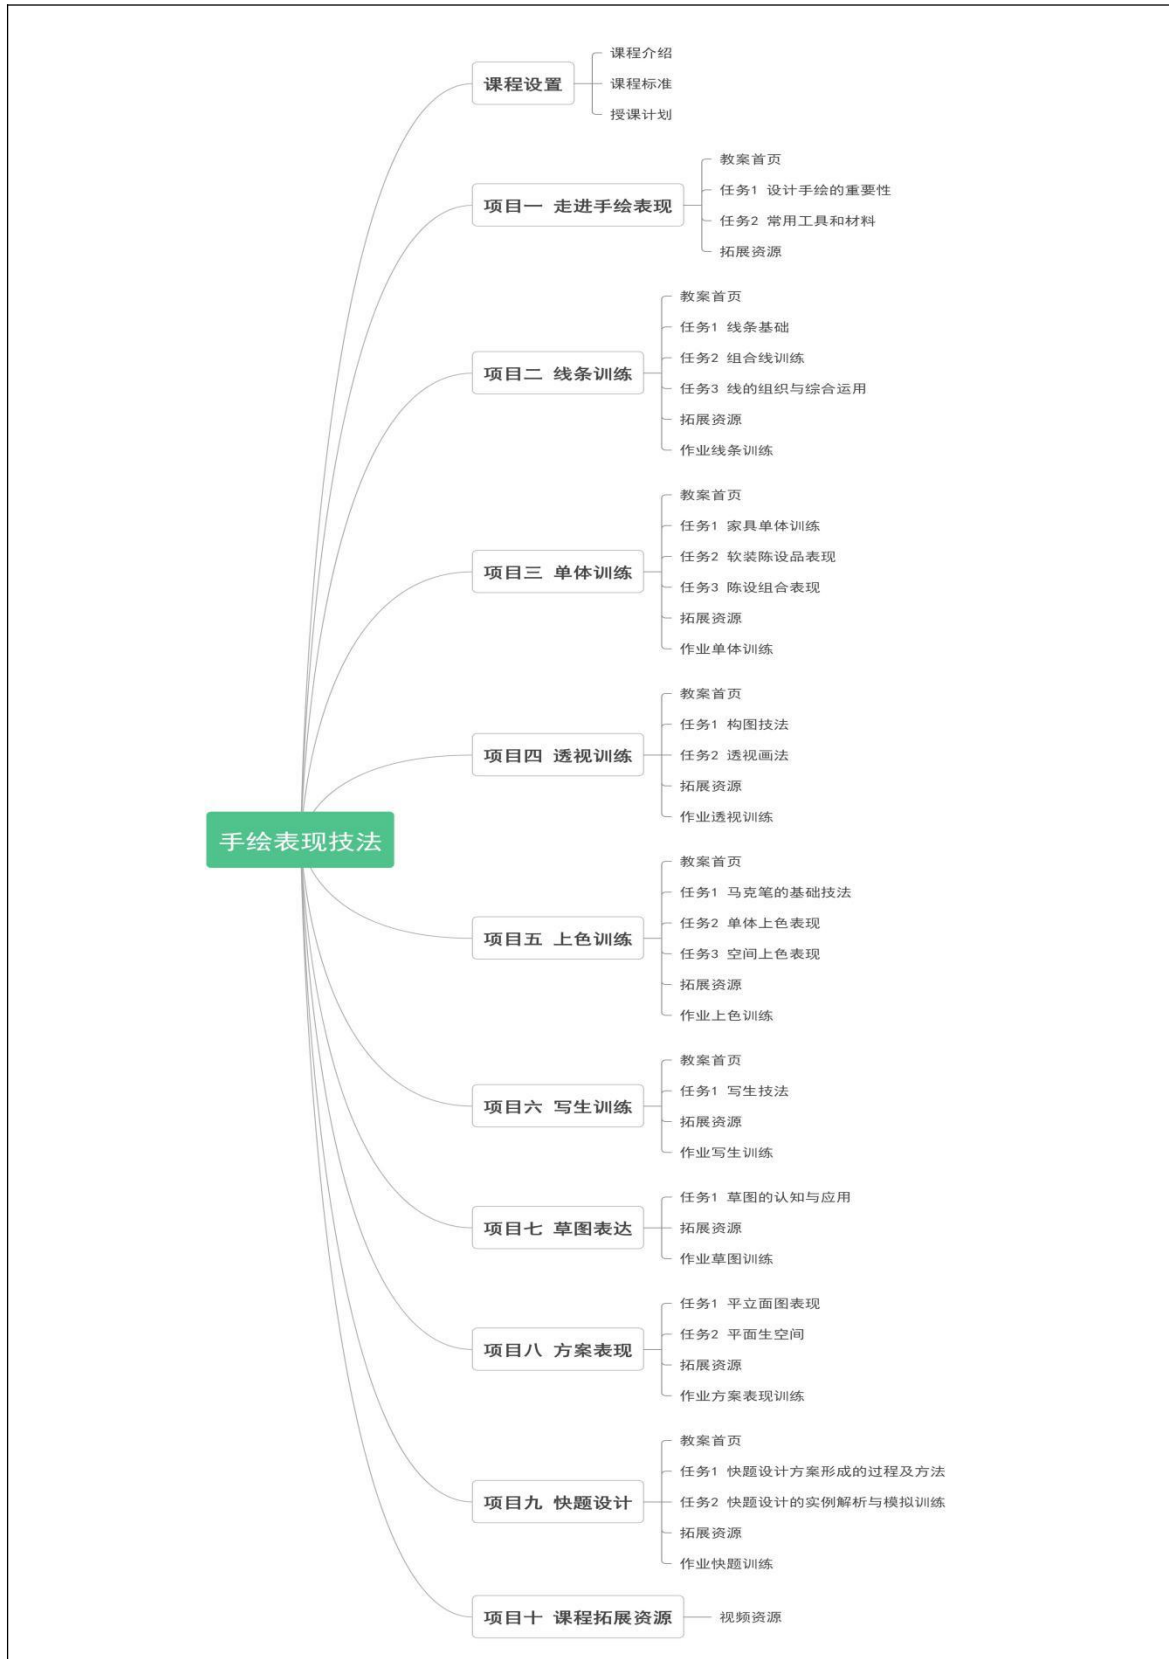 手绘表现技法
课程设置
课程介绍
课程标准
授课计划
项目一 走进手绘表现
教案首页
任务1 设计手绘的重要性
任务2 常用工具和材料
拓展资源
项目二 线条训练
教案首页
任务1 线条基础
任务2 组合线训练
任务3 线的组织与综合运用
拓展资源
作业线条训练
项目三 单体训练
教案首页
任务1 家具单体训练
任务2 软装陈设品表现
任务3 陈设组合表现
拓展资源
作业单体训练
项目四 透视训练
教案首页
任务1 构图技法
任务2 透视画法
拓展资源
作业透视训练
项目五 上色训练
教案首页
任务1 马克笔的基础技法
任务2 单体上色表现
任务3 空间上色表现
拓展资源
作业上色训练
项目六 写生训练
教案首页
任务1 写生技法
拓展资源
作业写生训练
项目七 草图表达
任务1 草图的认知与应用
拓展资源
作业草图训练
项目八 方案表现
任务1 平立面图表现
任务2 平面生空间
拓展资源
作业方案表现训练
项目九 快题设计
教案首页
任务1 快题设计方案形成的过程及方法
任务2 快题设计的实例解析与模拟训练
拓展资源
作业快题训练
项目十 课程拓展资源
视频资源